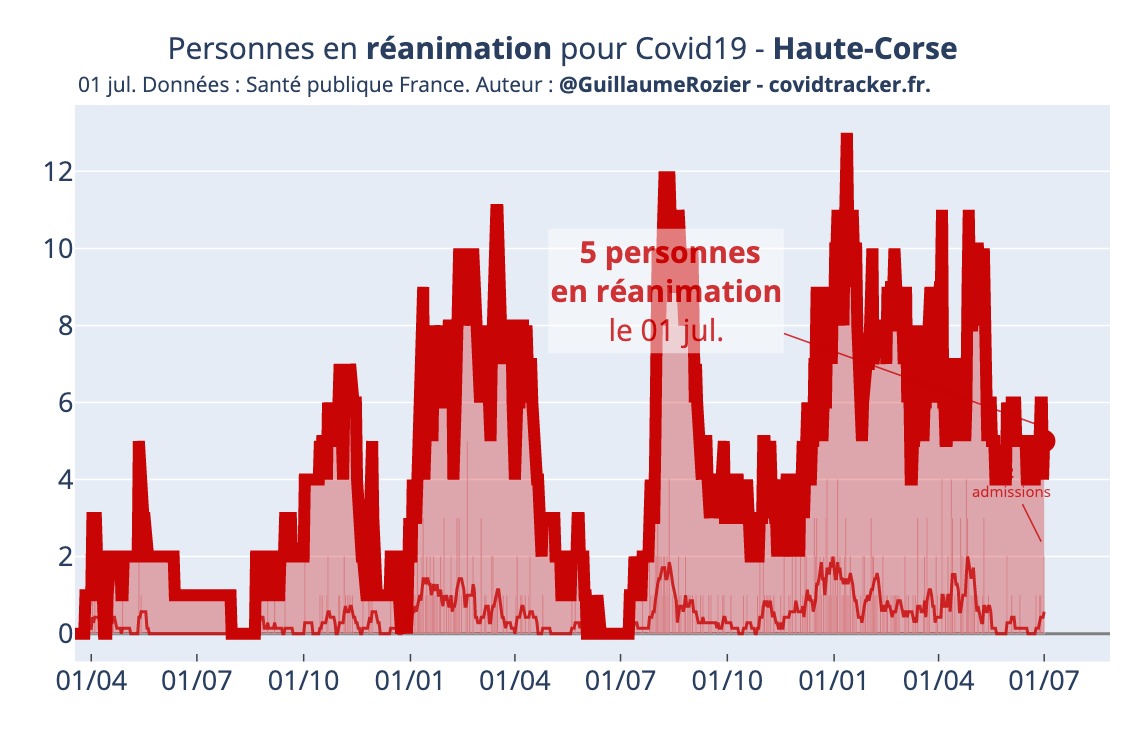 Personnes en réanimation pour Covid19 - Haute-Corse
01 jul. Données : Santé publique France. Auteur : @GuillaumeRozier - covidtracker.fr.
12
10
8
6
4
2
0
5 personnes
en réanimation
le 01 jul.
admissions
01/04 01/07 01/10 01/01 01/04 01/07 01/10 01/01 01/04 01/07